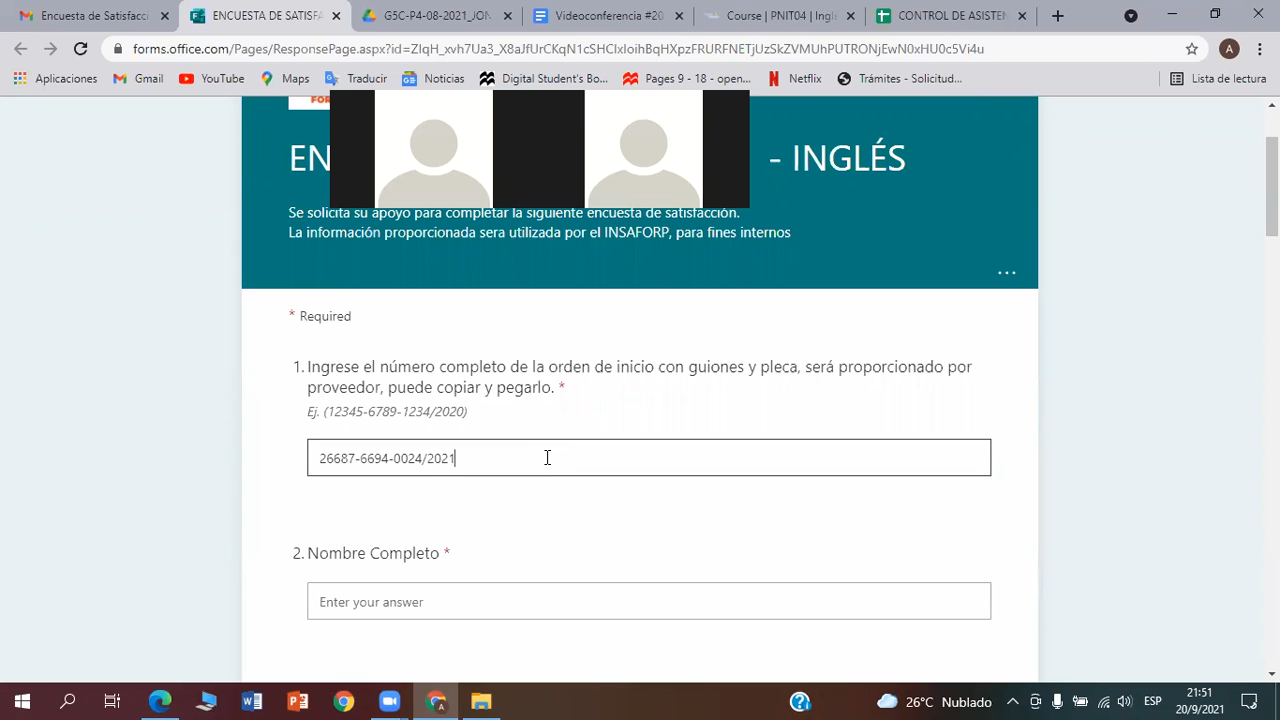 Encuesta de Satisfacc
ENCUESTA DE SATISFA
G5C-P4-08-2021_JON
Videoconferencia #20
Course | PNIT04 | Ingl
CONTROL DE ASISTEN
forms.office.com/Pages/ResponsePage.aspx?id=ZIqH_xvh7Ua3_X8aJfUrCKqN1cSHCIxIoihBqHXpzFRURFNETjUzSkZVMUhPUTRONjEwN0xHU0c5Vi4u
A
Aplicaciones
Gmail
YouTube
Maps
Traducir
Noticias
Digital Student's Bo...
Pages 9 - 18 - open...
Netflix
Trámites - Solicitud...
Lista de lectura
FOR
EN
- INGLÉS
Se solicita su apoyo para completar la siguiente encuesta de satisfacción.
La información proporcionada sera utilizada por el INSAFORP, para fines internos
...
* Required
1. Ingrese el número completo de la orden de inicio con guiones y pleca, será proporcionado por
proveedor, puede copiar y pegarlo. *
Ej. (12345-6789-1234/2020)
26687-6694-0024/2021
2. Nombre Completo *
Enter your answer
26°C Nublado
ESP
21:51
20/9/2021